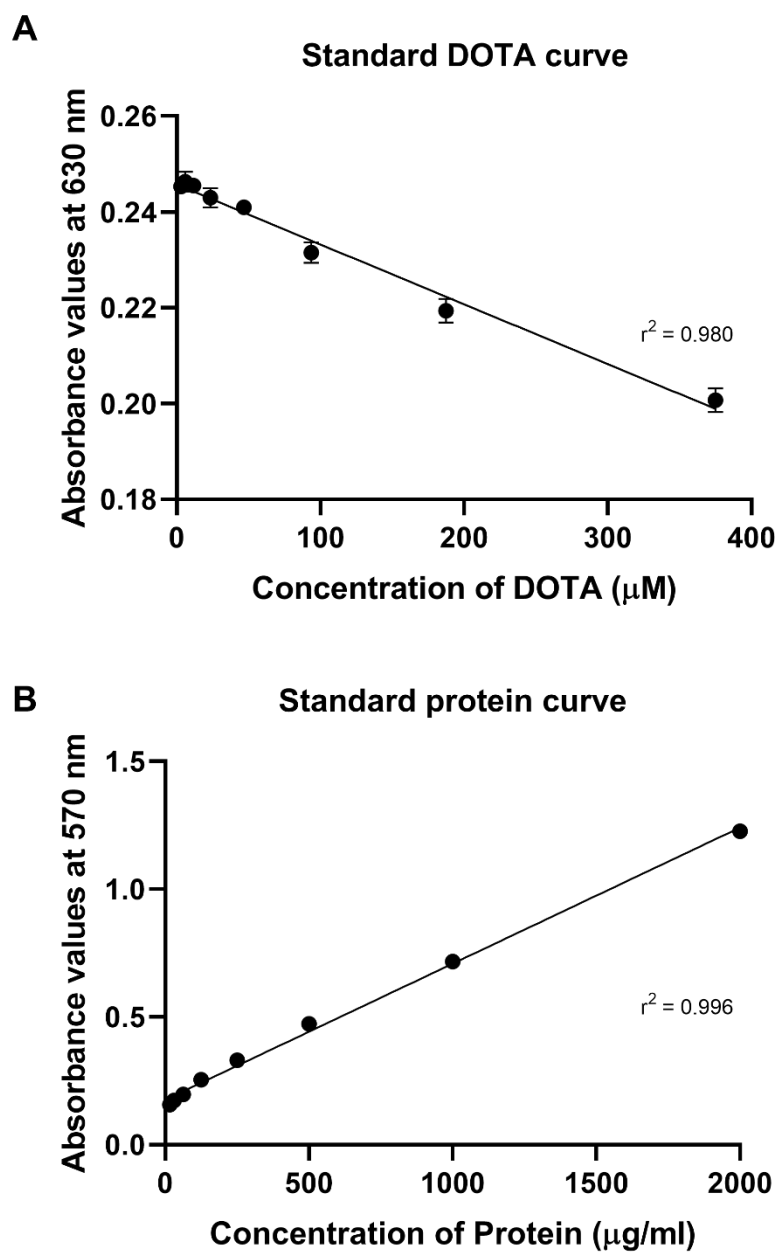 A
Standard DOTA curve
Absorbance values at 630 nm
0.26
0.24
0.22
0.20
0.18
r² = 0.980
0 100 200 300 400
Concentration of DOTA (μM)
B
Standard protein curve
Absorbance values at 570 nm
1.5
1.0
0.5
0.0
r² = 0.996
0 500 1000 1500 2000
Concentration of Protein (μg/ml)